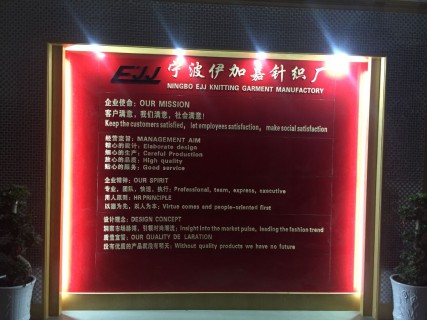 EJJ 宁波伊加嘉针织厂
NINGBO EJJ KNITTING GARMENT MANUFACTORY
企业使命：OUR MISSION
客户满意，我们满意，社会满意！
Keep the customers satisfied, let employees satisfaction, make social satisfaction
经营宗旨：MANAGEMENT AIM
精心的设计：Elaborate design
细心的生产：Careful Production
放心的品质：High quality
贴心的服务：Good service
企业精神：OUR SPIRIT
专业，团队，快速，执行：Professional, team, express, executive
用人原则：HR PRINCIPLE
以德为先，以人为本：Virtue comes and people-oriented first
设计理念：DESIGN CONCEPT
洞察市场脉搏，引领时尚潮流：Insight into the market pulse, leading the fashion trend
质量宣言：OUR QUALITY DE LARATION
没有优质的产品就没有明天：Without quality products we have no future